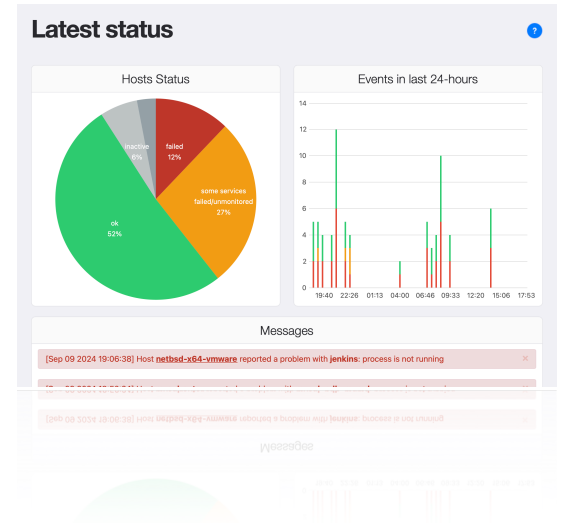 Latest status
?
Hosts Status
Events in last 24-hours
failed
12%
some services
failed/unmonitored
27%
ok
52%
inactive
6%
14
12
10
8
6
4
2
0
19:40 22:26 01:13 04:00 06:46 09:33 12:20 15:06 17:53
Messages
[Sep 09 2024 19:06:38] Host netbsd-x64-vmware reported a problem with jenkins: process is not running ×